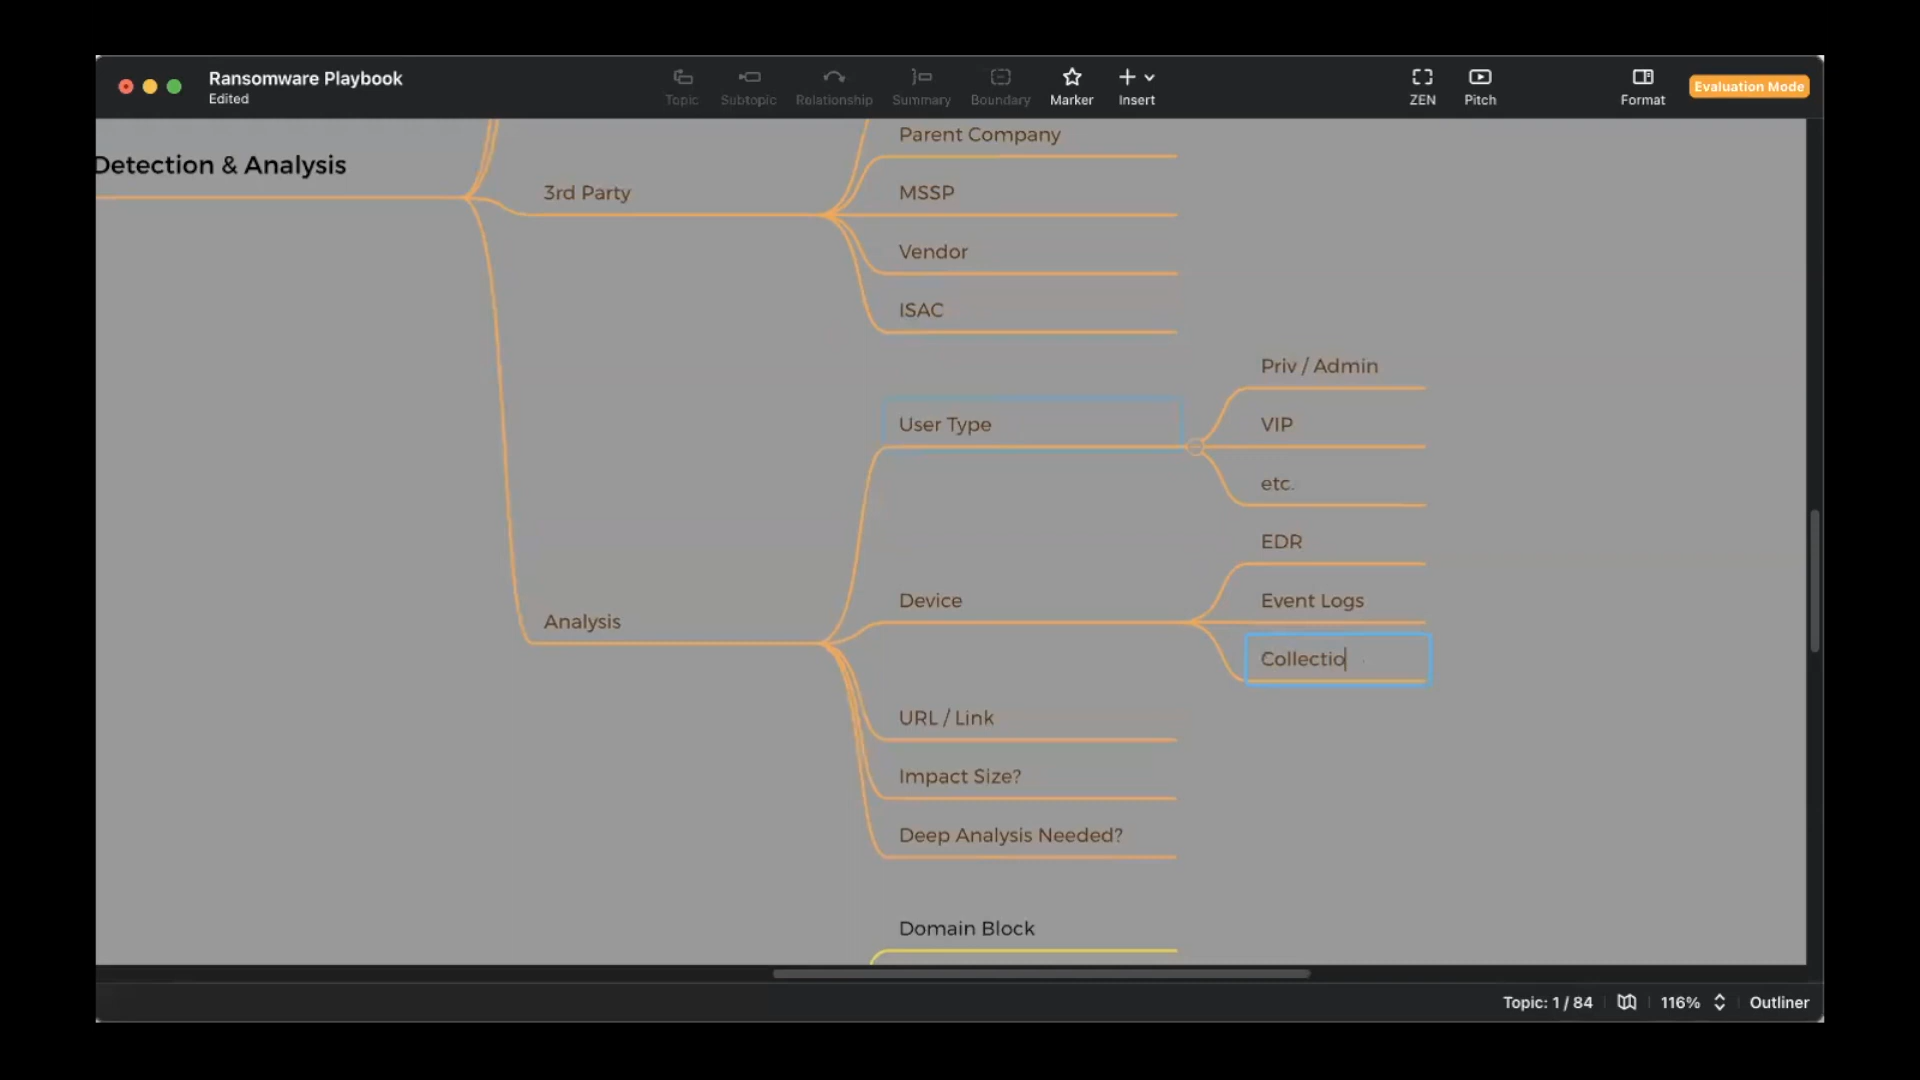 Ransomware Playbook
Edited
Topic
Subtopic
Relationship
Summary
Boundary
Marker
Insert
ZEN
Pitch
Format
Evaluation Mode
Detection & Analysis
3rd Party
Parent Company
MSSP
Vendor
ISAC
Analysis
User Type
Priv / Admin
VIP
etc.
Device
EDR
Event Logs
Collectio
URL / Link
Impact Size?
Deep Analysis Needed?
Domain Block
Topic: 1 / 84
116%
Outliner